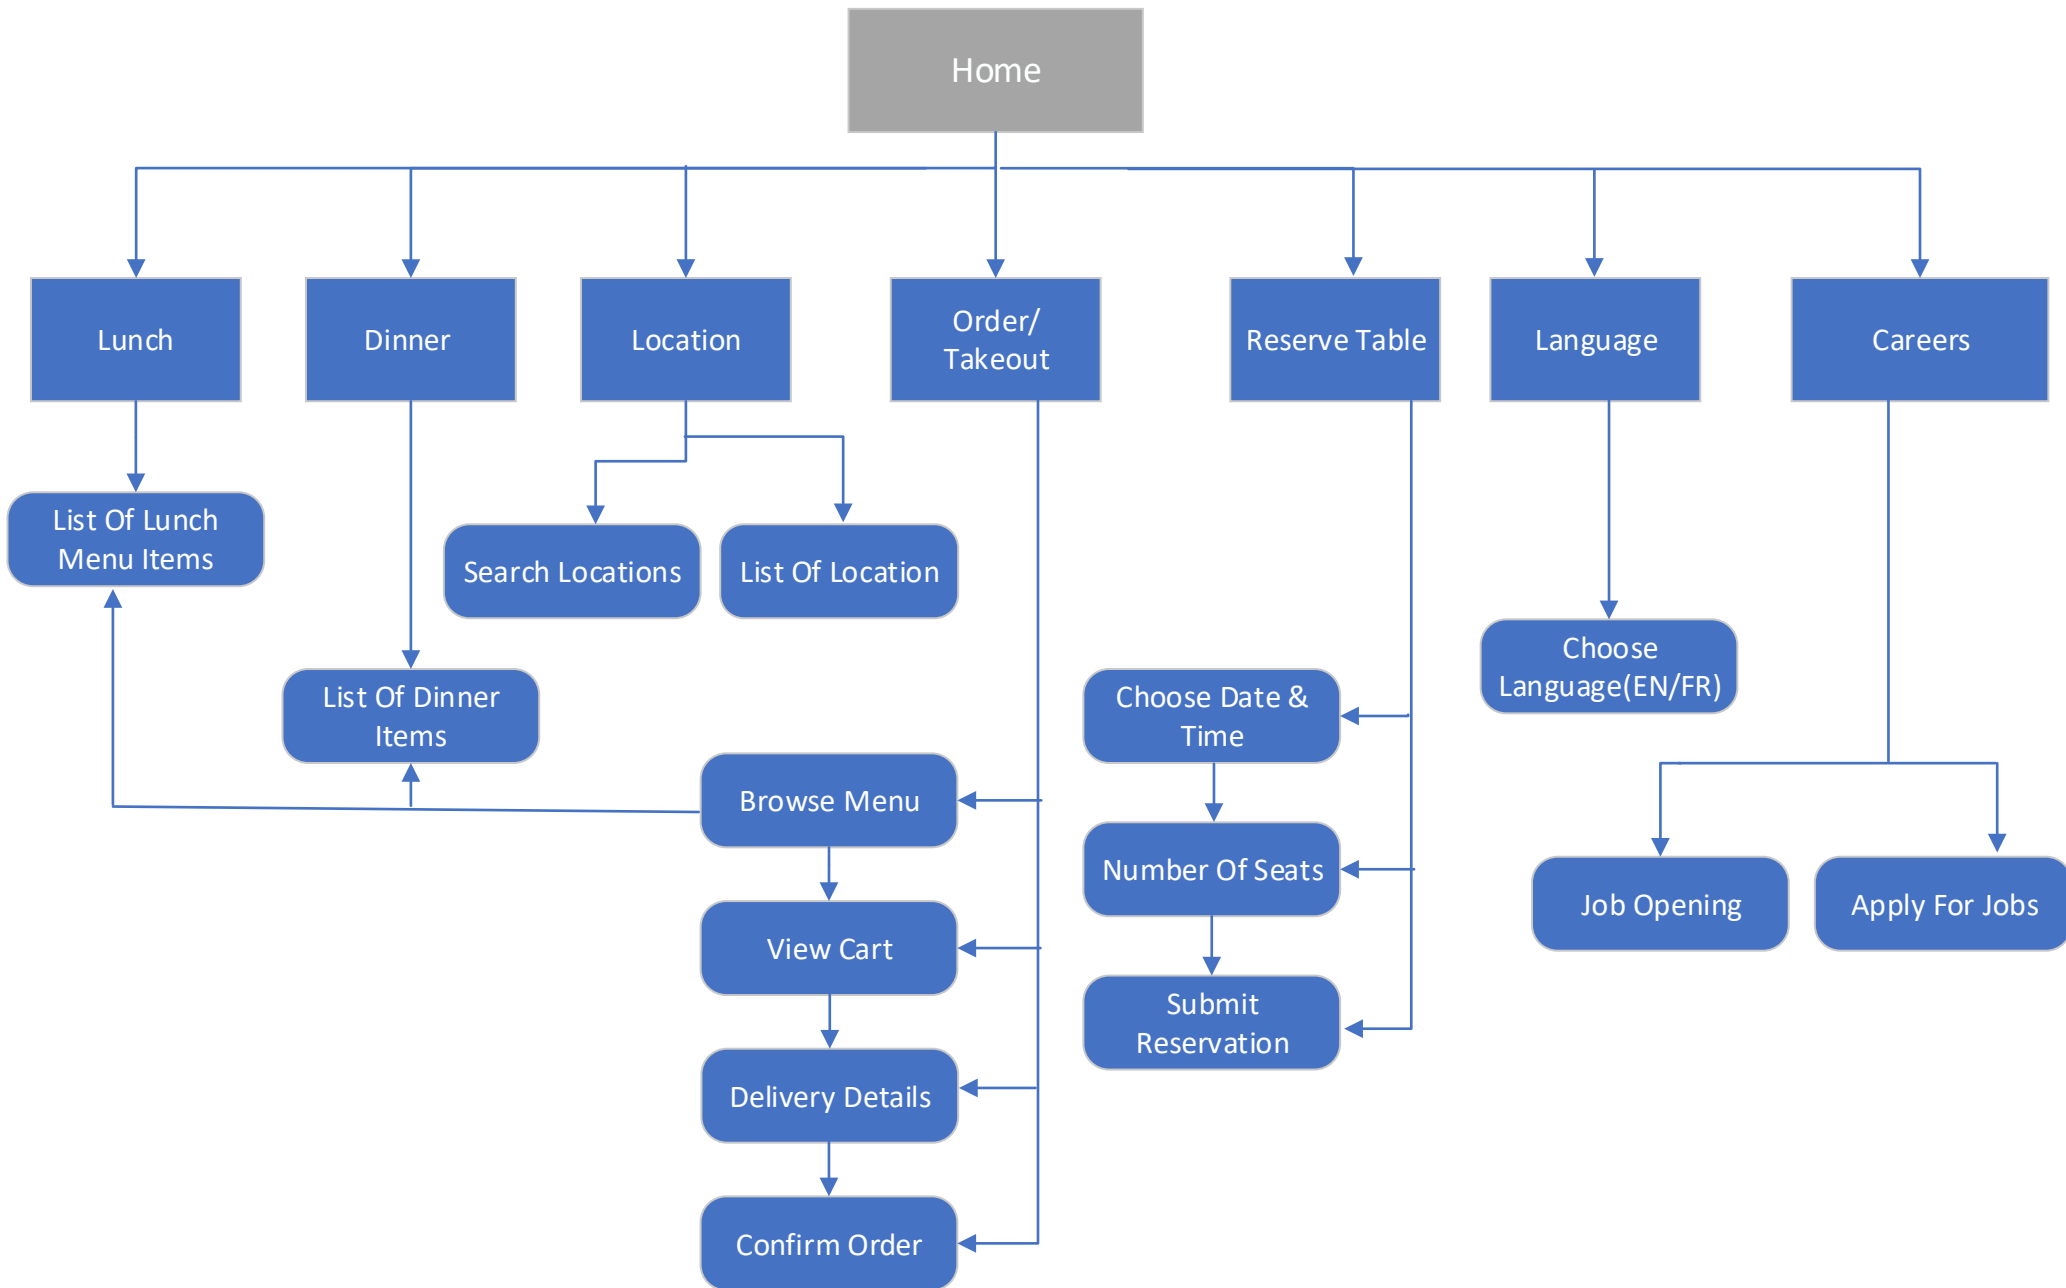 Home
Lunch
Dinner
Location
Order/
Takeout
Reserve Table
Language
Careers
List Of Lunch
Menu Items
Search Locations
List Of Location
List Of Dinner
Items
Choose Date &
Time
Choose
Language(EN/FR)
Browse Menu
Number Of Seats
Job Opening
Apply For Jobs
View Cart
Submit
Reservation
Delivery Details
Confirm Order